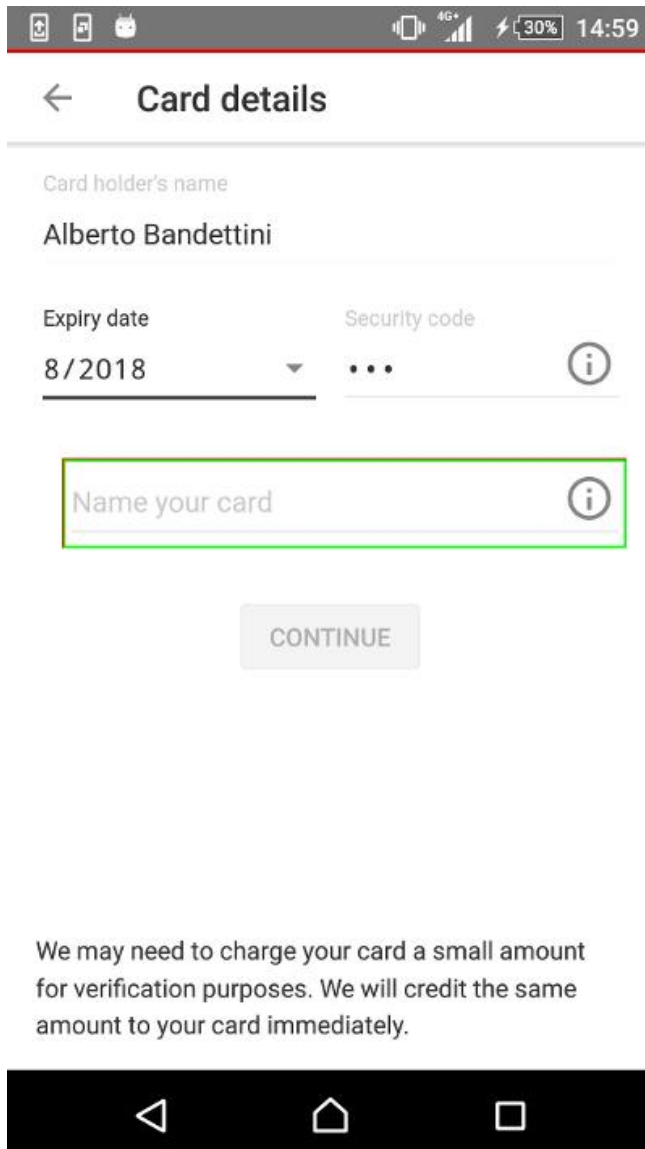 4G+
30%
14:59
Card details
Card holder's name
Alberto Bandettini
Expiry date
Security code
8/2018
•••
Name your card
CONTINUE
We may need to charge your card a small amount
for verification purposes. We will credit the same
amount to your card immediately.